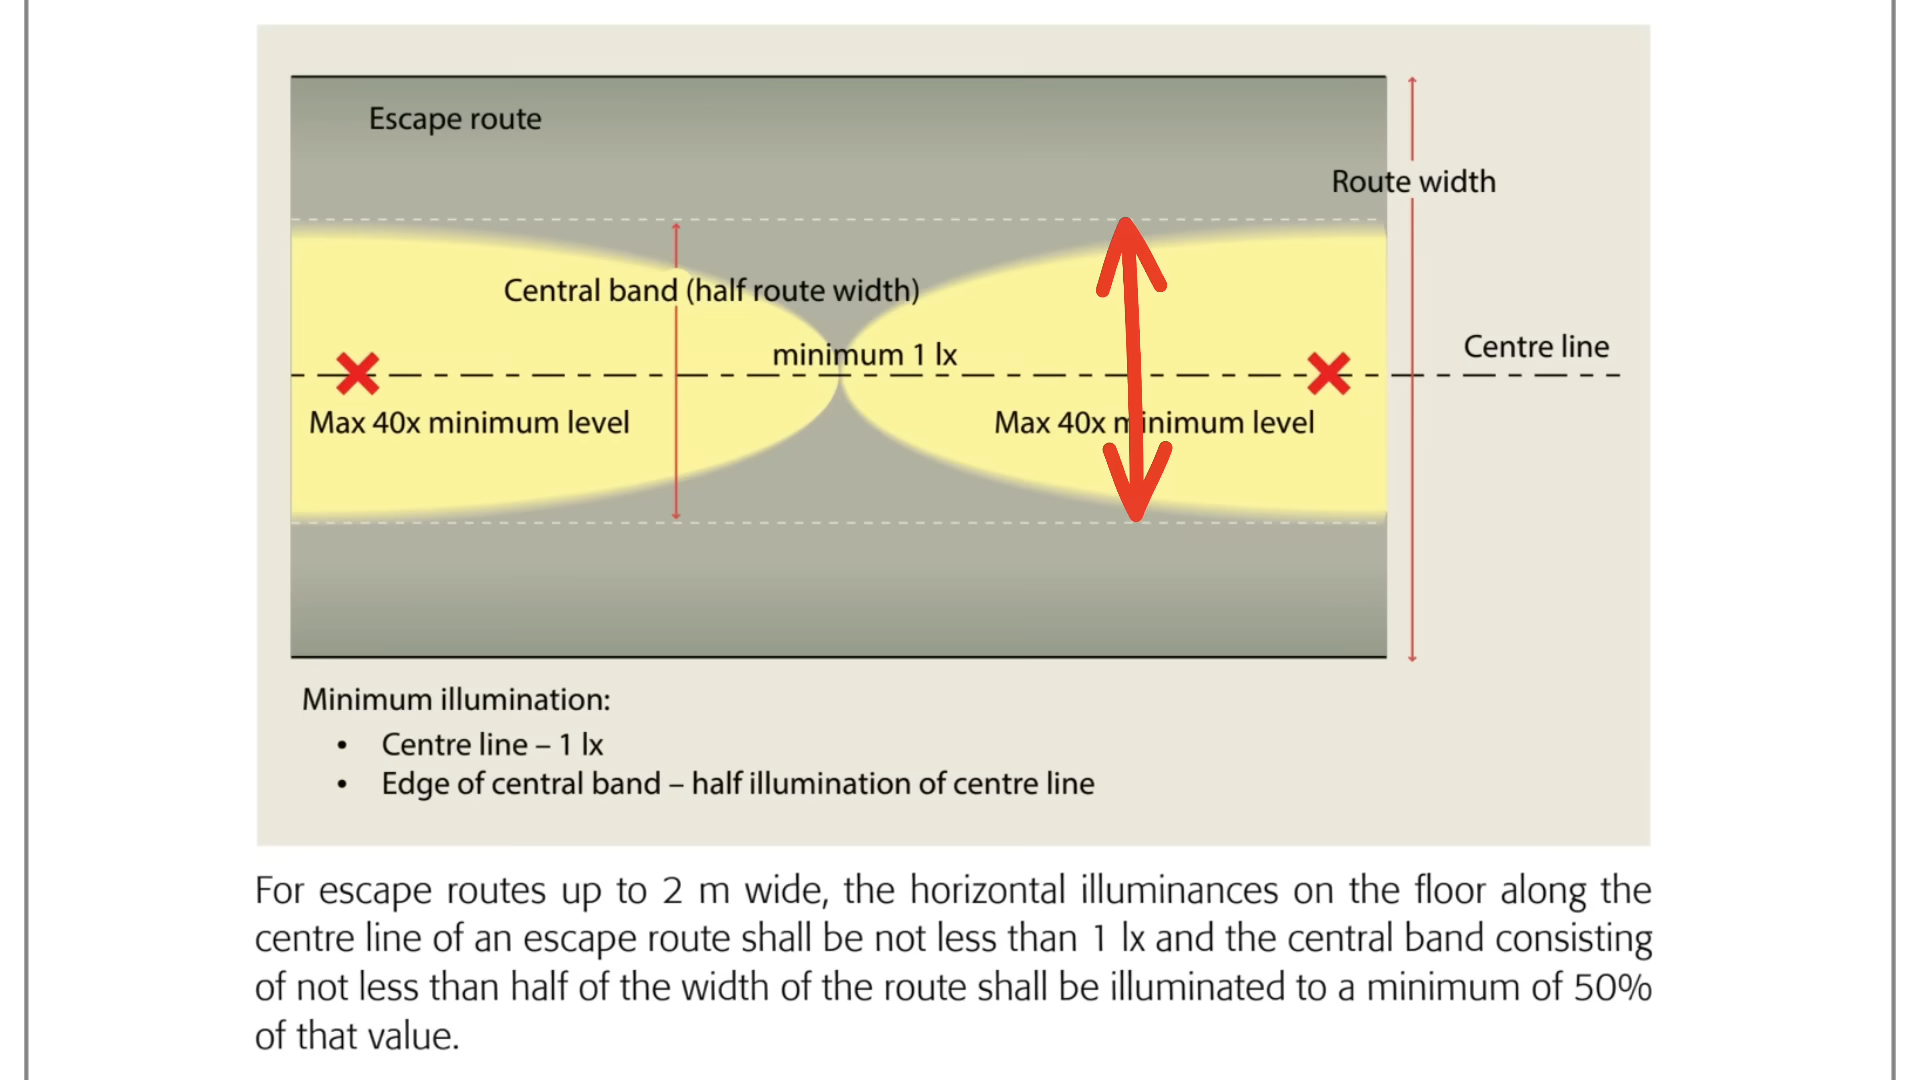 Escape route
Route width
Central band (half route width)
minimum 1 lx
Centre line
Max 40x minimum level
Max 40x minimum level
Minimum illumination:
• Centre line – 1 lx
• Edge of central band – half illumination of centre line
For escape routes up to 2 m wide, the horizontal illuminances on the floor along the
centre line of an escape route shall be not less than 1 lx and the central band consisting
of not less than half of the width of the route shall be illuminated to a minimum of 50%
of that value.